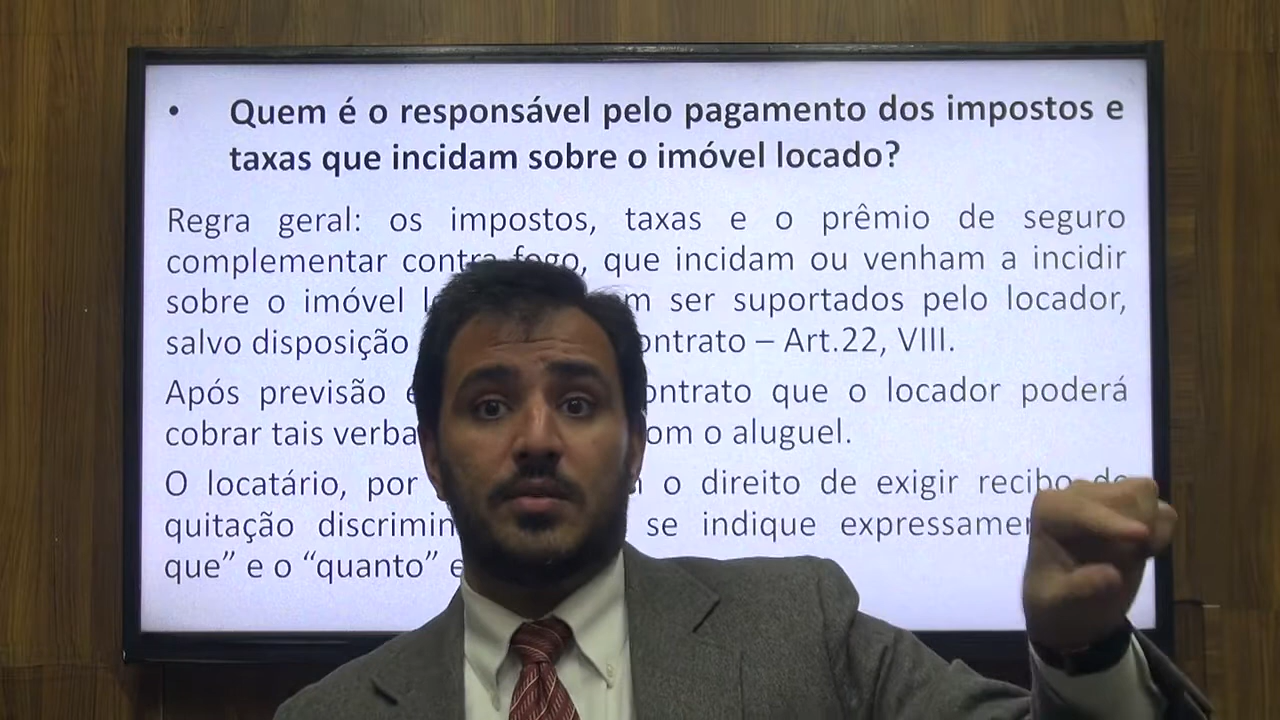 • Quem é o responsável pelo pagamento dos impostos e
taxas que incidam sobre o imóvel locado?
Regra geral: os impostos, taxas e o prêmio de seguro
complementar contra fogo, que incidam ou venham a incidir
sobre o imóvel ser suportados pelo locador,
salvo disposição contrato – Art.22, VIII.
Após previsão contrato que o locador poderá
cobrar tais com o aluguel.
O locatário, por o direito de exigir recibo de
quitação se indique
que” e o “quanto”